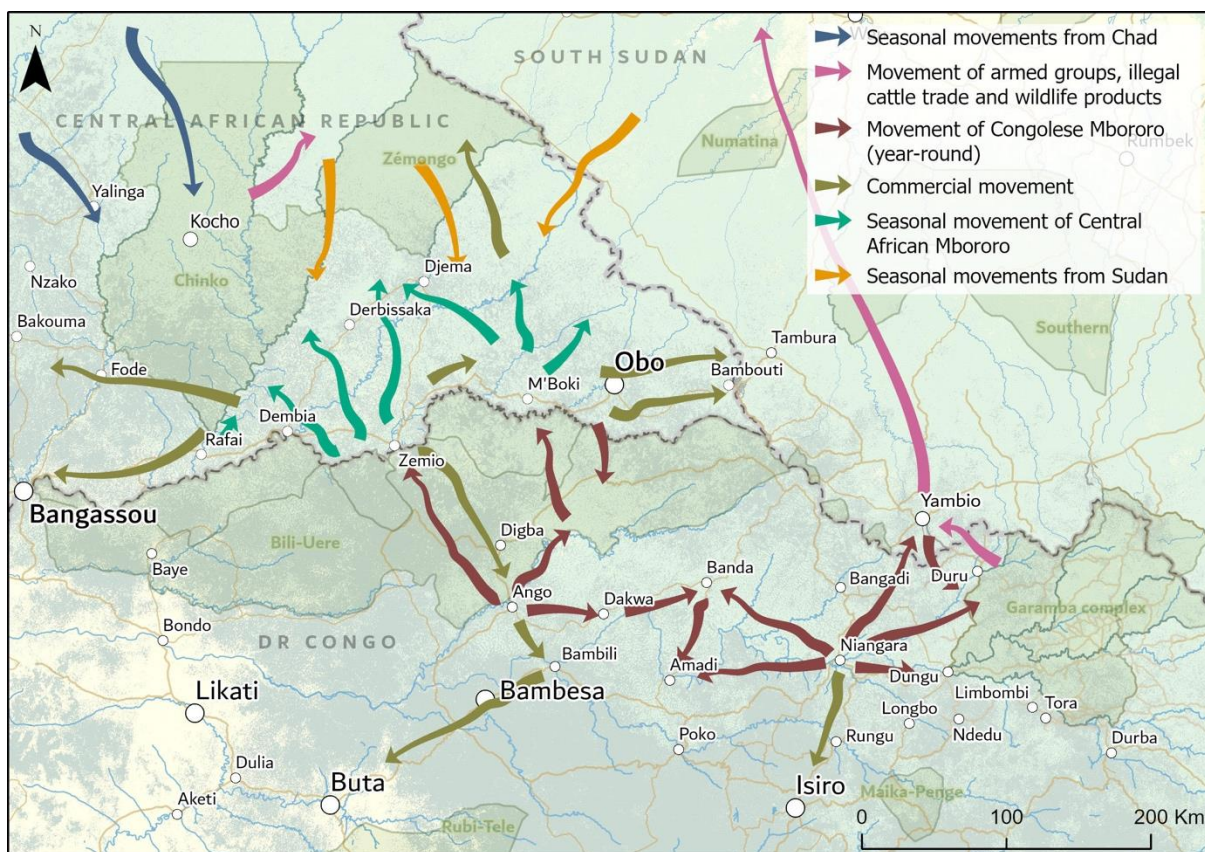 N
SOUTH SUDAN
CENTRAL AFRICAN REPUBLIC
Seasonal movements from Chad
Movement of armed groups, illegal
cattle trade and wildlife products
Movement of Congolese Mbororo
(year-round)
Commercial movement
Seasonal movement of Central
African Mbororo
Seasonal movements from Sudan
Numatina
Rumbek
Zémongo
Yalinga
Kocho
Nzako
Chinko
Djema
Bakouma
Derbissaka
Southern
Tambura
Fode
Obo
Bambouti
M'Boki
Dembia
Rafai
Zemio
Bangassou
Yambio
Digba
Bili-Uere
Baye
Banda
Bangadi
Duru
Ango
Dakwa
Garamba complex
Bondo
DR CONGO
Niangara
Bambili
Amadi
Dungu
Likati
Bambesa
Limbombi
Tora
Longbo
Ndedu
Poko
Rungu
Durba
Dulia
Buta
Isiro
Maika-Penge
Aketi
Rubi-Tele
0 100 200 Km